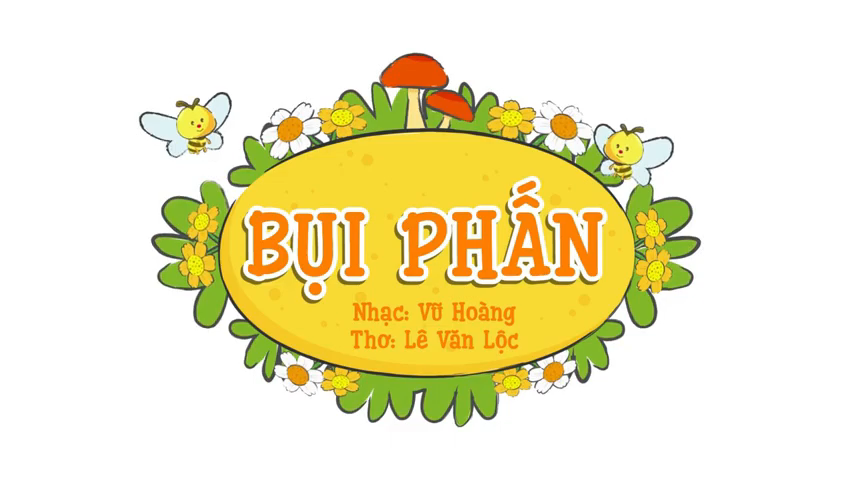 BỤI PHẤN
Nhạc: Vũ Hoàng
Thơ: Lê Văn Lộc